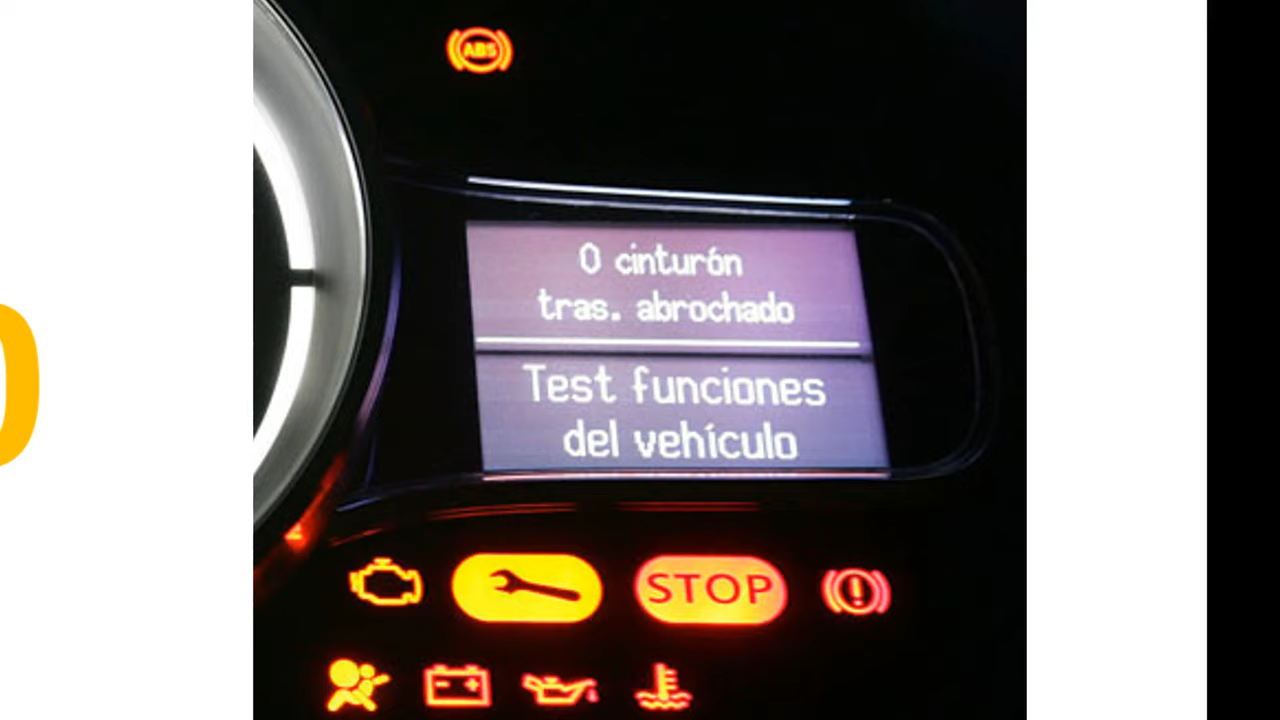 ABS
0 cinturón
tras. abrochado
Test funciones
del vehículo
STOP